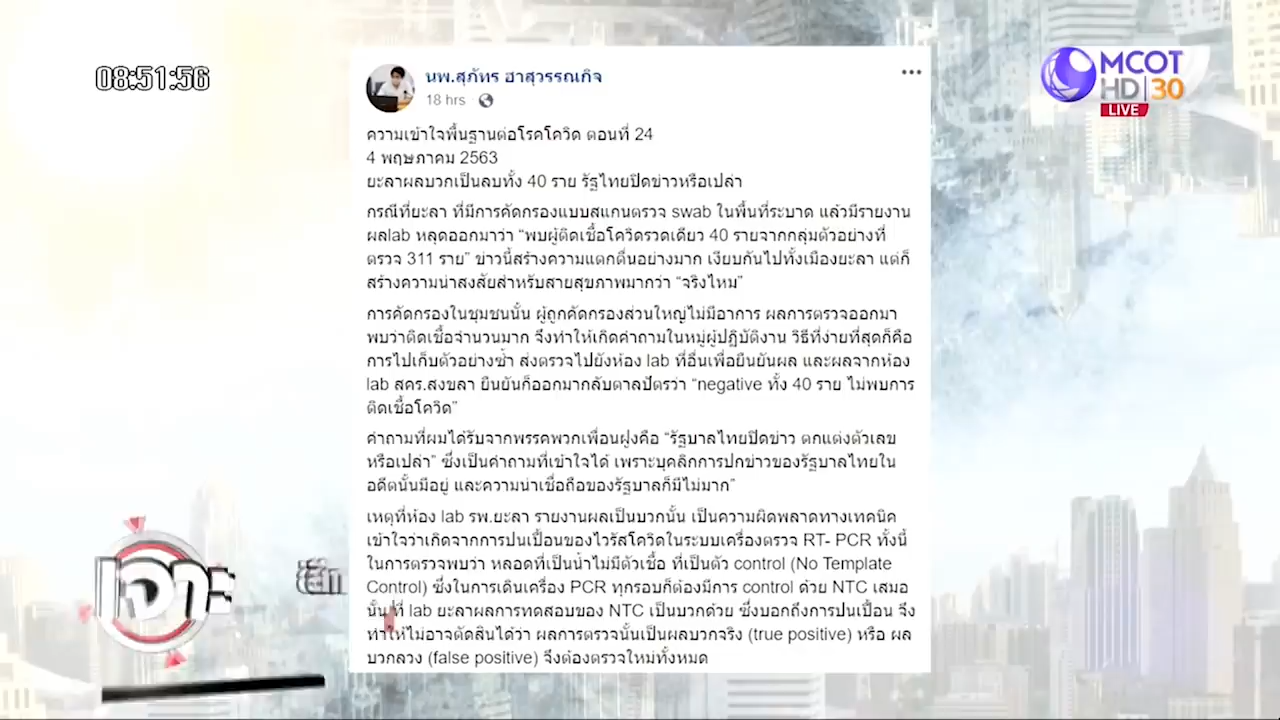 08:51:56
MCOT
HD 30
LIVE
นพ.สุภัทร ฮาสุวรรณกิจ
18 hrs
ความเข้าใจพื้นฐานต่อโรคโควิด ตอนที่ 24
4 พฤษภาคม 2563
ยะลาผลบวกเป็นลบทั้ง 40 ราย รัฐไทยปิดข่าวหรือเปล่า
กรณีที่ยะลา ที่มีการคัดกรองแบบสแกนตรวจ swab ในพื้นที่ระบาด แล้วมีรายงาน
ผลlab หลุดออกมาว่า “พบผู้ติดเชื้อโควิดรวดเดียว 40 รายจากกลุ่มตัวอย่างที่
ตรวจ 311 ราย” ข่าวนี้สร้างความแตกตื่นอย่างมาก เงียบกันไปทั้งเมืองยะลา แต่ก็
สร้างความน่าสงสัยสำหรับสายสุขภาพมากว่า “จริงไหม”
การคัดกรองในชุมชนนั้น ผู้ถูกคัดกรองส่วนใหญ่ไม่มีอาการ ผลการตรวจออกมา
พบว่าติดเชื้อจำนวนมาก จึงทำให้เกิดคำถามในหมู่ผู้ปฏิบัติงาน วิธีที่ง่ายที่สุดก็คือ
การไปเก็บตัวอย่างซ้ำ ส่งตรวจไปยังห้อง lab ที่อื่นเพื่อยืนยันผล และผลจากห้อง
lab สคร.สงขลา ยืนยันก็ออกมากลับตาลปัตรว่า “negative ทั้ง 40 ราย ไม่พบการ
ติดเชื้อโควิด”
คำถามที่ผมได้รับจากพรรคพวกเพื่อนฝูงคือ “รัฐบาลไทยปิดข่าว ตกแต่งตัวเลข
หรือเปล่า” ซึ่งเป็นคำถามที่เข้าใจได้ เพราะบุคลิกการปกข่าวของรัฐบาลไทยใน
อดีตนั้นมีอยู่ และความน่าเชื่อถือของรัฐบาลก็มีไม่มาก”
เหตุที่ห้อง lab รพ.ยะลา รายงานผลเป็นบวกนั้น เป็นความผิดพลาดทางเทคนิค
เข้าใจว่าเกิดจากการปนเปื้อนของไวรัสโควิดในระบบเครื่องตรวจ RT- PCR ทั้งนี้
ในการตรวจพบว่า หลอดที่เป็นน้ำไม่มีตัวเชื้อ ที่เป็นตัว control (No Template
Control) ซึ่งในการเดินเครื่อง PCR ทุกรอบก็ต้องมีการ control ด้วย NTC เสมอ
นั้น ที่ lab ยะลาผลการทดสอบของ NTC เป็นบวกด้วย ซึ่งบอกถึงการปนเปื้อน จึง
ทำให้ไม่อาจตัดสินได้ว่า ผลการตรวจนั้นเป็นผลบวกจริง (true positive) หรือ ผล
บวกลวง (false positive) จึงต้องตรวจใหม่ทั้งหมด
เจาะ